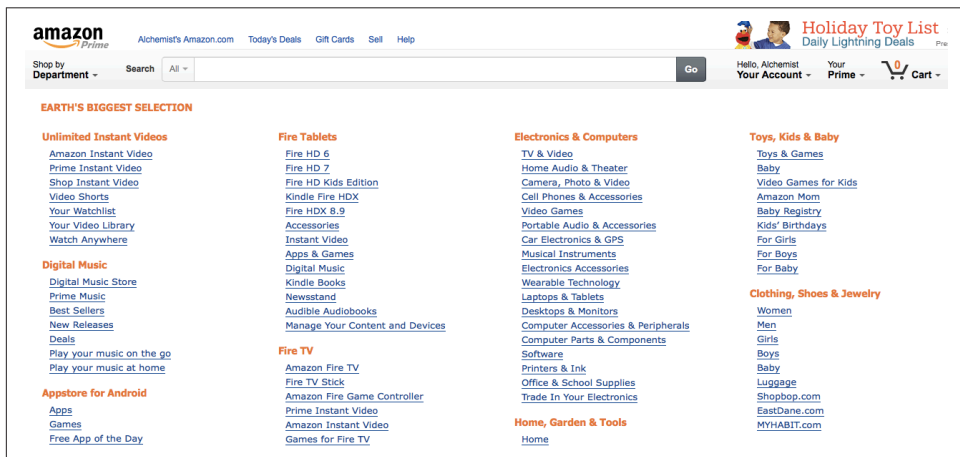 amazon
Prime
Alchemist's Amazon.com Today's Deals Gift Cards Sell Help
Holiday Toy List
Daily Lightning Deals
Pre
Shop by
Department
Search All Go
Hello, Alchemist
Your Account
Your
Prime
0
Cart
EARTH'S BIGGEST SELECTION
Unlimited Instant Videos
Amazon Instant Video
Prime Instant Video
Shop Instant Video
Video Shorts
Your Watchlist
Your Video Library
Watch Anywhere
Digital Music
Digital Music Store
Prime Music
Best Sellers
New Releases
Deals
Play your music on the go
Play your music at home
Appstore for Android
Apps
Games
Free App of the Day
Fire Tablets
Fire HD 6
Fire HD 7
Fire HD Kids Edition
Kindle Fire HDX
Fire HDX 8.9
Accessories
Instant Video
Apps & Games
Digital Music
Kindle Books
Newsstand
Audible Audiobooks
Manage Your Content and Devices
Fire TV
Amazon Fire TV
Fire TV Stick
Amazon Fire Game Controller
Prime Instant Video
Amazon Instant Video
Games for Fire TV
Electronics & Computers
TV & Video
Home Audio & Theater
Camera, Photo & Video
Cell Phones & Accessories
Video Games
Portable Audio & Accessories
Car Electronics & GPS
Musical Instruments
Electronics Accessories
Wearable Technology
Laptops & Tablets
Desktops & Monitors
Computer Accessories & Peripherals
Computer Parts & Components
Software
Printers & Ink
Office & School Supplies
Trade In Your Electronics
Home, Garden & Tools
Home
Toys, Kids & Baby
Toys & Games
Baby
Video Games for Kids
Amazon Mom
Baby Registry
Kids' Birthdays
For Girls
For Boys
For Baby
Clothing, Shoes & Jewelry
Women
Men
Girls
Boys
Baby
Luggage
Shopbop.com
EastDane.com
MYHABIT.com